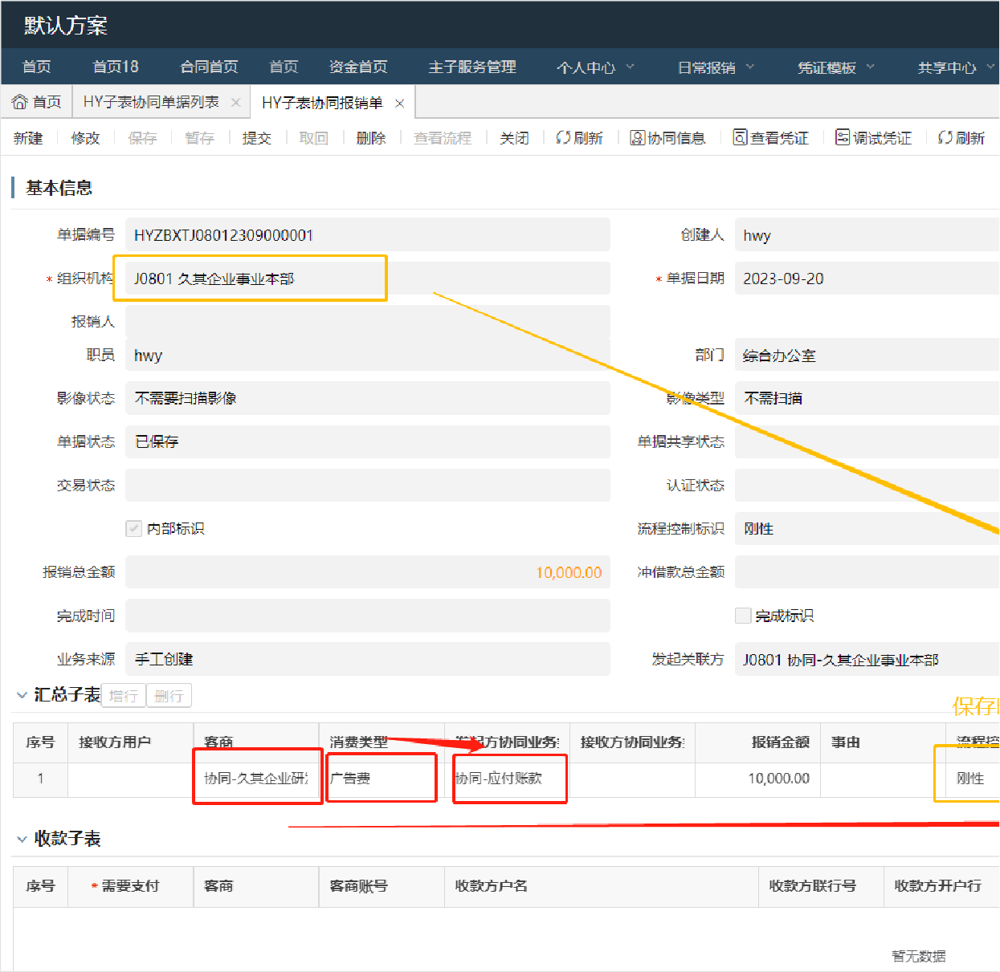 默认方案
首页 首页18 合同首页 首页 资金首页 主子服务管理 个人中心 日常报销 凭证模板 共享中心
首页 HY子表协同单据列表 HY子表协同报销单
新建 修改 保存 暂存 提交 取回 删除 查看流程 关闭 刷新 协同信息 查看凭证 调试凭证 刷新
基本信息
单据编号 HYZBXTJ08012309000001 创建人 hwy
* 组织机构 J0801 久其企业事业本部 * 单据日期 2023-09-20
报销人
职员 hwy 部门 综合办公室
影像状态 不需要扫描影像 影像类型 不需扫描
单据状态 已保存 单据共享状态
交易状态 认证状态
内部标识 流程控制标识 刚性
报销总金额 10,000.00 冲借款总金额
完成时间 完成标识
业务来源 手工创建 发起关联方 J0801 协同-久其企业事业本部
汇总子表 增行 删行
保存
序号 接收方用户 客商 消费类型 发起方协同业务 接收方协同业务 报销金额 事由 流程控
1 协同-久其企业研 广告费 协同-应付账款 10,000.00 刚性
收款子表
序号 * 需要支付 客商 客商账号 收款方户名 收款方联行号 收款方开户行
暂无数据